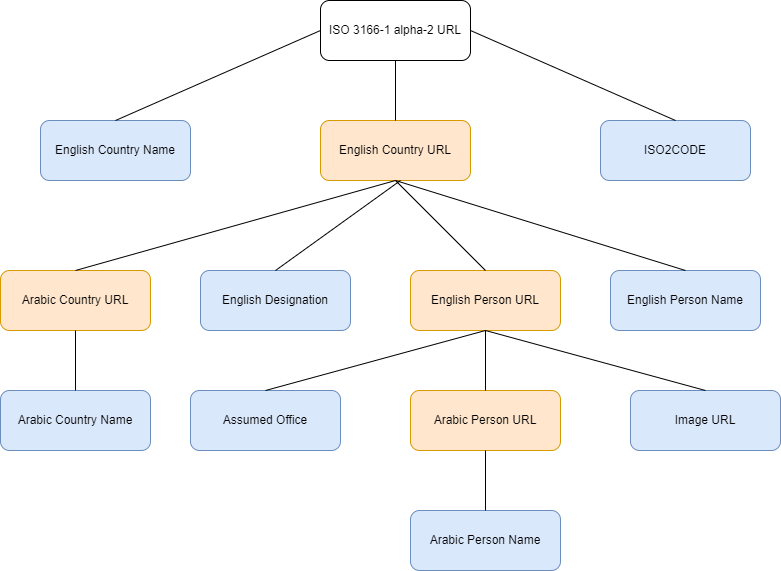 ISO 3166-1 alpha-2 URL
English Country Name
English Country URL
ISO2CODE
Arabic Country URL
English Designation
English Person URL
English Person Name
Arabic Country Name
Assumed Office
Arabic Person URL
Image URL
Arabic Person Name